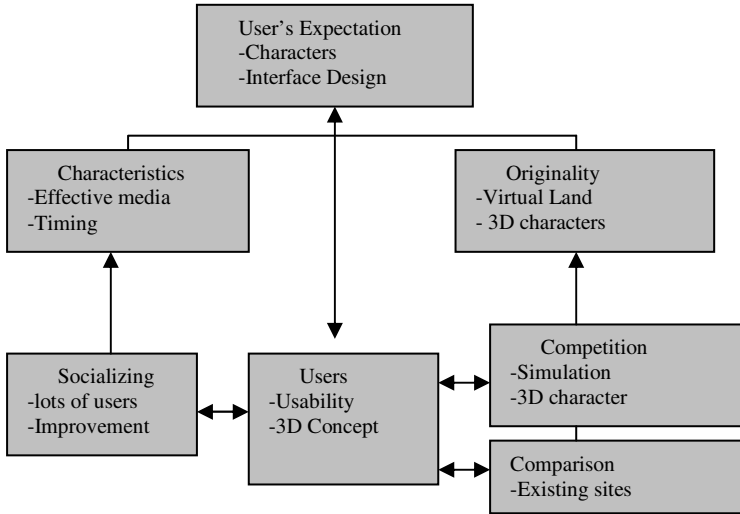 User’s Expectation
-Characters
-Interface Design
Characteristics
-Effective media
-Timing
Originality
-Virtual Land
- 3D characters
Socializing
-lots of users
-Improvement
Users
-Usability
-3D Concept
Competition
-Simulation
-3D character
Comparison
-Existing sites